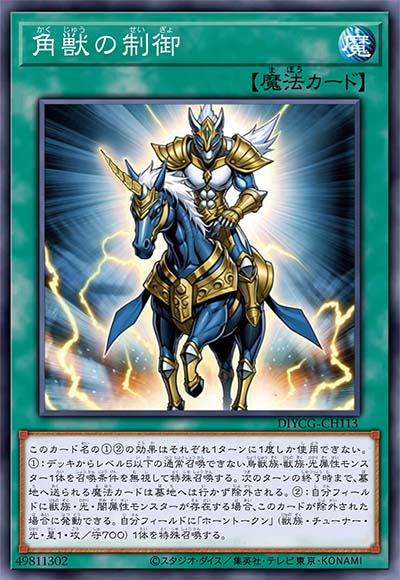 かく じゅう せい ぎょ
角獣の制御
魔
ま ほう
【魔法カード】
DIYCG-CH113
このカード名の①②の効果はそれぞれ1ターンに1度しか使用できない。
①:デッキからレベル5以下の通常召喚できない鳥獣族・獣族・光属性モンス
ター1体を召喚条件を無視して特殊召喚する。次のターンの終了時まで、墓
地へ送られる魔法カードは墓地へは行かず除外される。②:自分フィール
ドに獣族・光・闇属性モンスターが存在する場合、このカードが除外された
場合に発動できる。自分フィールドに「ホーントークン」(獣族・チューナー・
光・星1・攻/守700)1体を特殊召喚する。
49811302
©スタジオ・ダイス/集英社・テレビ東京・KONAMI